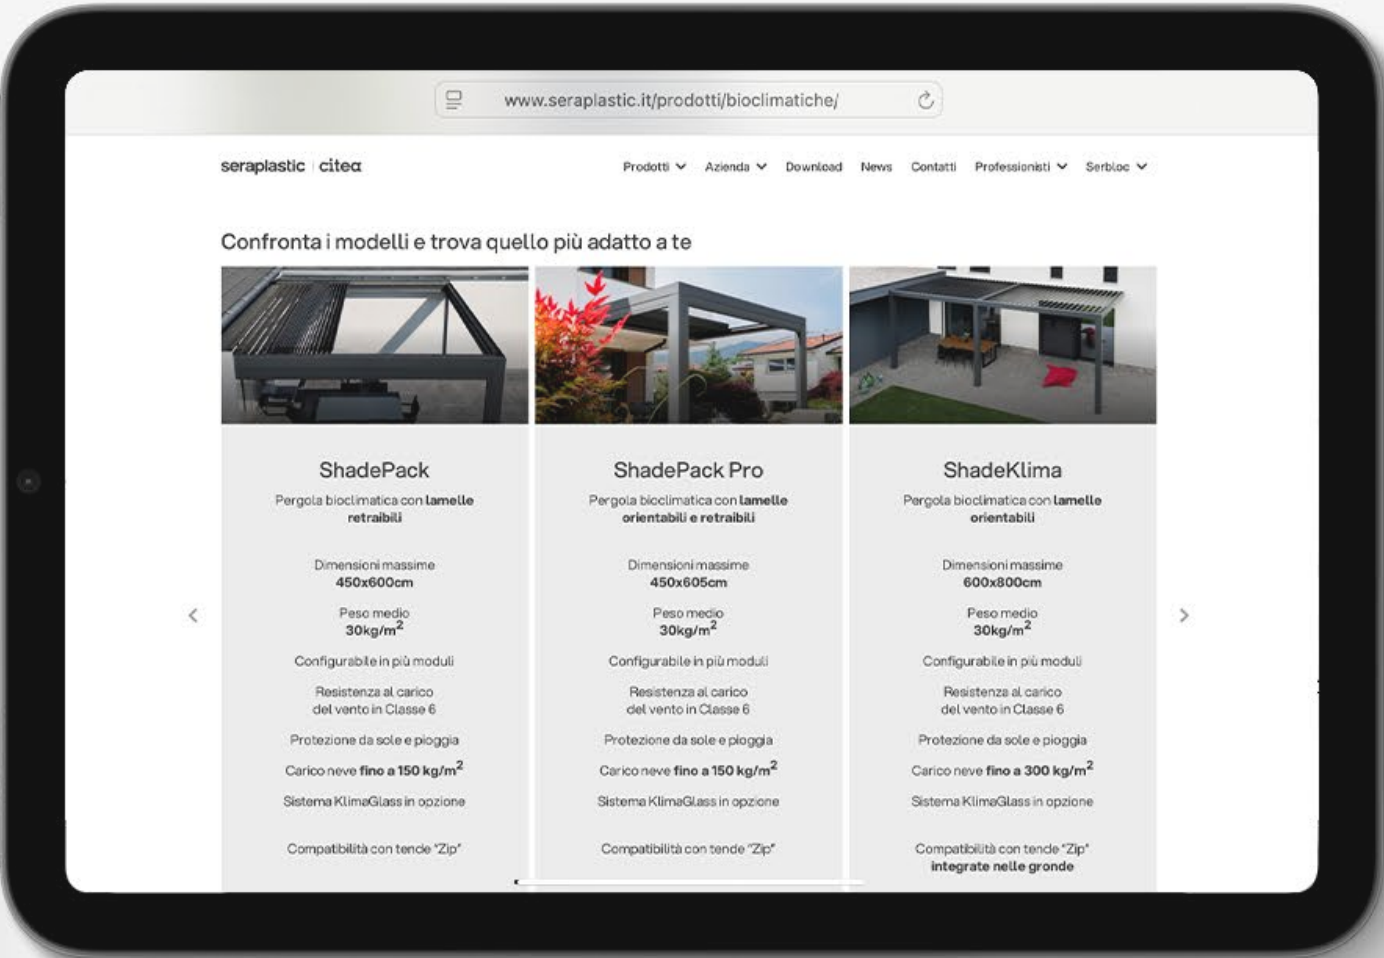 www.seraplastic.it/prodotti/bioclimatiche/
seraplastic | citea
Prodotti Azienda Download News Contatti Professionisti Serbloc
Confronta i modelli e trova quello più adatto a te
ShadePack
Pergola bioclimatica con lamelle
retraibili
Dimensioni massime
450x600cm
Peso medio
30kg/m²
Configurabile in più moduli
Resistenza al carico
del vento in Classe 6
Protezione da sole e pioggia
Carico neve fino a 150 kg/m²
Sistema KlimaGlass in opzione
Compatibilità con tende "Zip"
ShadePack Pro
Pergola bioclimatica con lamelle
orientabili e retraibili
Dimensioni massime
450x605cm
Peso medio
30kg/m²
Configurabile in più moduli
Resistenza al carico
del vento in Classe 6
Protezione da sole e pioggia
Carico neve fino a 150 kg/m²
Sistema KlimaGlass in opzione
Compatibilità con tende "Zip"
ShadeKlima
Pergola bioclimatica con lamelle
orientabili
Dimensioni massime
600x800cm
Peso medio
30kg/m²
Configurabile in più moduli
Resistenza al carico
del vento in Classe 6
Protezione da sole e pioggia
Carico neve fino a 300 kg/m²
Sistema KlimaGlass in opzione
Compatibilità con tende "Zip"
integrate nelle gronde